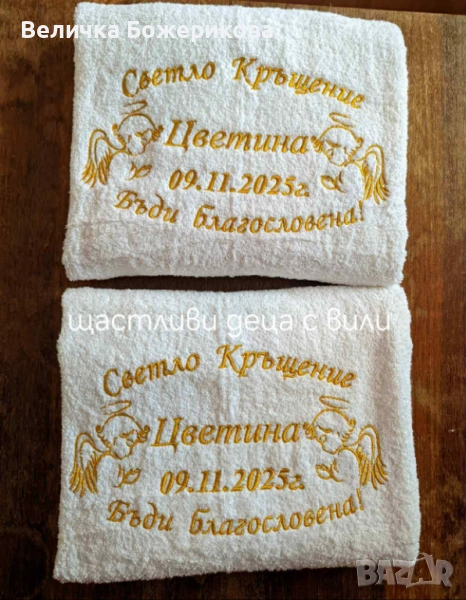 Величка Божерикова
Светло Кръщение
Цветина
09.11.2025г.
Бъди благословена!
щастливи деца с вили
Светло Кръщение
Цветина
09.11.2025г.
Бъди благословена!
BAZAR